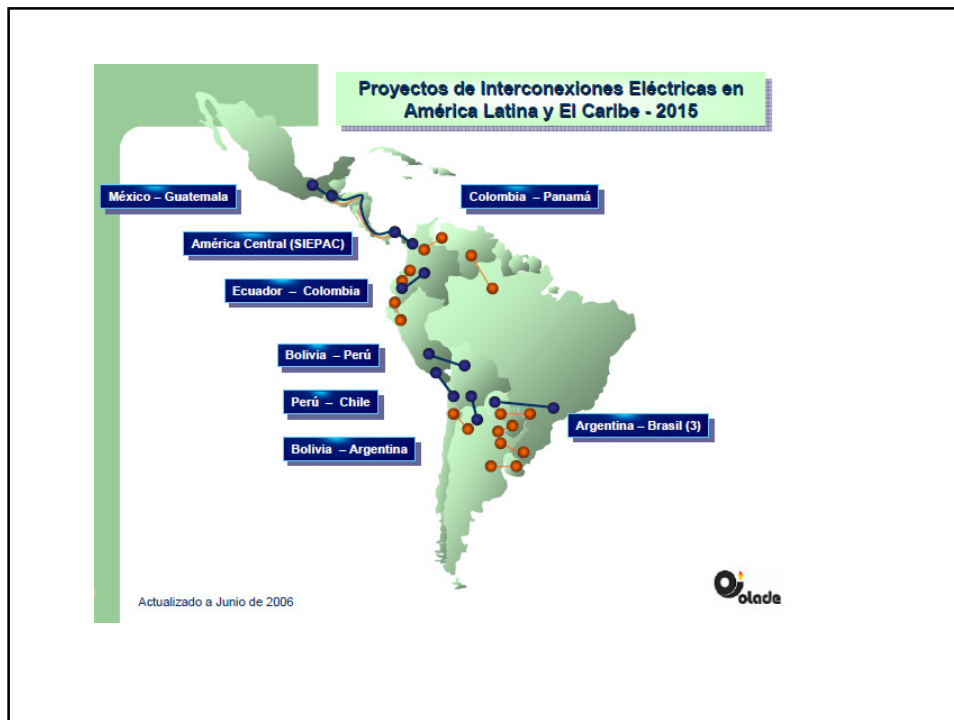 Proyectos de Interconexiones Eléctricas en
América Latina y El Caribe - 2015
México – Guatemala
Colombia – Panamá
América Central (SIEPAC)
Ecuador – Colombia
Bolivia – Perú
Perú – Chile
Argentina – Brasil (3)
Bolivia – Argentina
Actualizado a Junio de 2006
olade